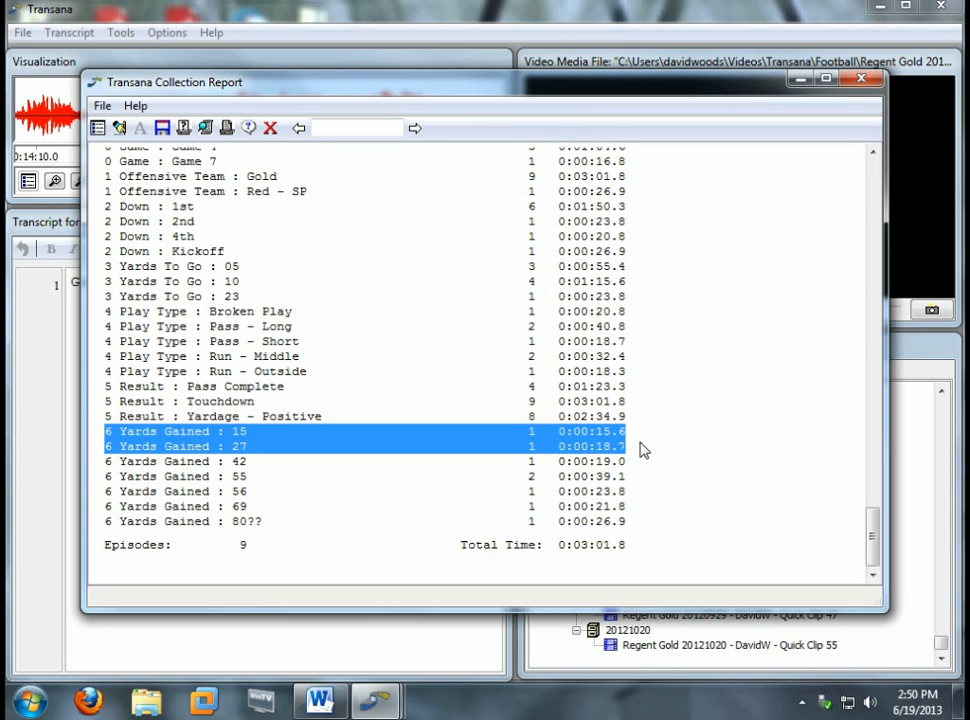 Transana
File Transcript Tools Options Help
Visualization
Video Media File: "C:\Users\davidwoods\Videos\Transana\Football\Regent Gold 201...
Transana Collection Report
File Help
0:14:10.0
0 Game : Game 7 1 0:00:16.8
1 Offensive Team : Gold 9 0:03:01.8
1 Offensive Team : Red - SP 1 0:00:26.9
2 Down : 1st 6 0:01:50.3
2 Down : 2nd 1 0:00:23.8
2 Down : 4th 1 0:00:20.8
2 Down : Kickoff 1 0:00:26.9
3 Yards To Go : 05 3 0:00:55.4
3 Yards To Go : 10 4 0:01:15.6
3 Yards To Go : 23 1 0:00:23.8
4 Play Type : Broken Play 1 0:00:20.8
4 Play Type : Pass - Long 2 0:00:40.8
4 Play Type : Pass - Short 1 0:00:18.7
4 Play Type : Run - Middle 2 0:00:32.4
4 Play Type : Run - Outside 1 0:00:18.3
5 Result : Pass Complete 4 0:01:23.3
5 Result : Touchdown 9 0:03:01.8
5 Result : Yardage - Positive 8 0:02:34.9
6 Yards Gained : 15 1 0:00:15.6
6 Yards Gained : 27 1 0:00:18.7
6 Yards Gained : 42 1 0:00:19.0
6 Yards Gained : 55 2 0:00:39.1
6 Yards Gained : 56 1 0:00:23.8
6 Yards Gained : 69 1 0:00:21.8
6 Yards Gained : 80?? 1 0:00:26.9
Episodes: 9 Total Time: 0:03:01.8
Transcript for
B I
1 G
Regent Gold 20120929 - DavidW - Quick Clip 47
20121020
Regent Gold 20121020 - DavidW - Quick Clip 55
WinTV
2:50 PM
6/19/2013